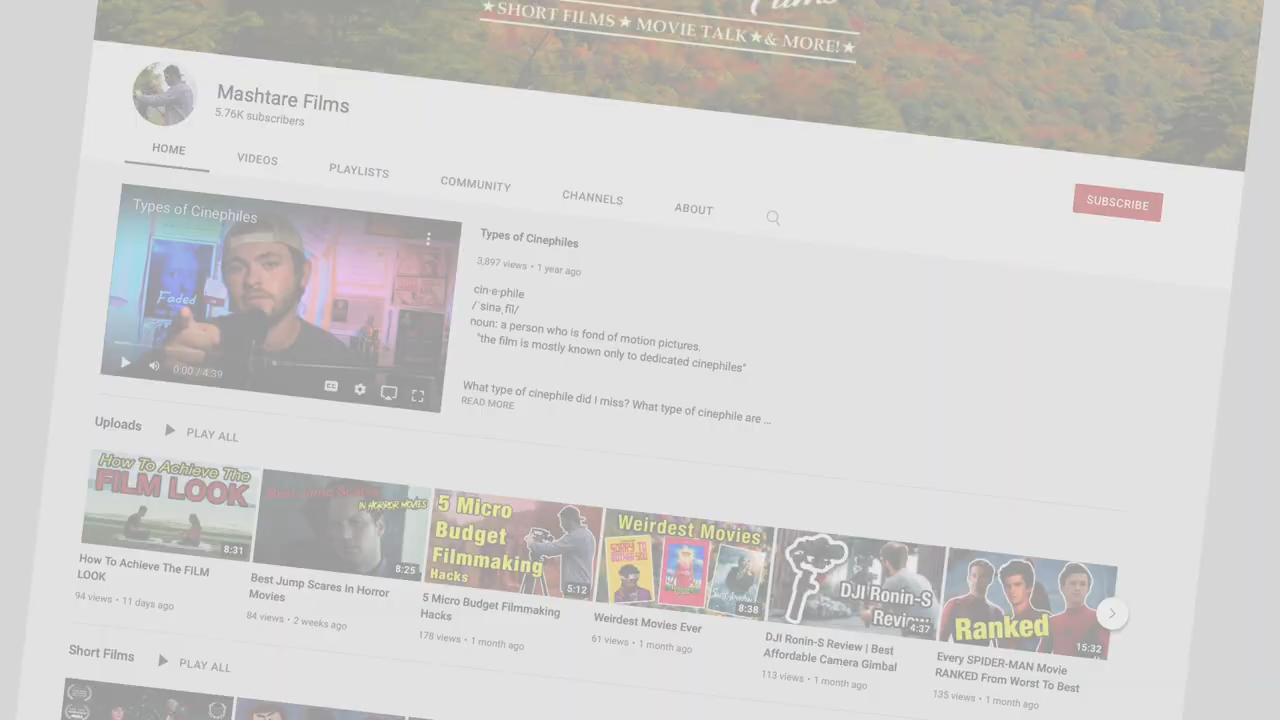 Films
★SHORT FILMS★ MOVIE TALK★& MORE!★
Mashtare Films
5.76K subscribers
HOME
VIDEOS
PLAYLISTS
COMMUNITY
CHANNELS
ABOUT
SUBSCRIBE
Types of Cinephiles
Faded
0:00 / 4:39
CC
Types of Cinephiles
3,897 views • 1 year ago
cin·e·phile
/ˈsinəˌfīl/
noun: a person who is fond of motion pictures.
"the film is mostly known only to dedicated cinephiles"
What type of cinephile did I miss? What type of cinephile are ...
READ MORE
Uploads
PLAY ALL
How To Achieve The
FILM LOOK
8:31
How To Achieve The FILM
LOOK
94 views • 11 days ago
Best Jump Scares
IN HORROR MOVIES
8:25
Best Jump Scares In Horror
Movies
84 views • 2 weeks ago
5 Micro
Budget
Filmmaking
Hacks
5:12
5 Micro Budget Filmmaking
Hacks
178 views • 1 month ago
Weirdest Movies
SORRY TO
BOTHER YOU
8:38
Weirdest Movies Ever
61 views • 1 month ago
DJI Ronin-S
Review
4:37
DJI Ronin-S Review | Best
Affordable Camera Gimbal
113 views • 1 month ago
Ranked
15:32
Every SPIDER-MAN Movie
RANKED From Worst To Best
135 views • 1 month ago
Short Films
PLAY ALL